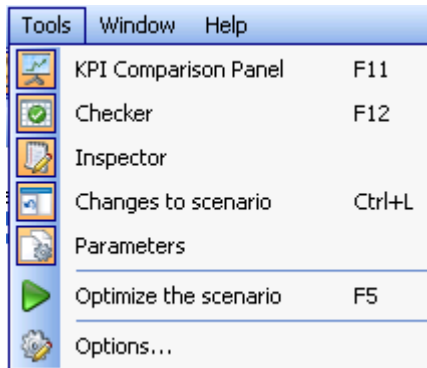 Tools Window Help
KPI Comparison Panel F11
Checker F12
Inspector
Changes to scenario Ctrl+L
Parameters
Optimize the scenario F5
Options...